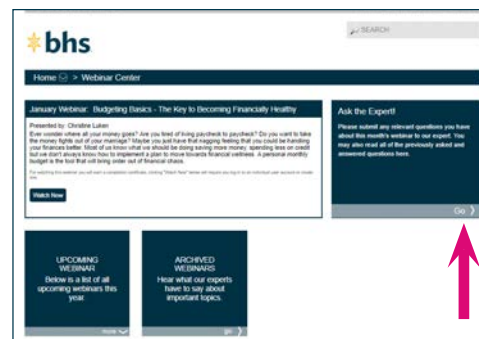 SEARCH
bhs
Home > Webinar Center
January Webinar: Budgeting Basics - The Key to Becoming Financially Healthy
Presented by: Christine Luken
Ever wonder where all your money goes? Are you tired of living paycheck to paycheck? Do you want to take
the money fights out of your marriage? Maybe you just have that nagging feeling that you could be handling
your finances better. Most of us know what we should be doing saving more money, spending less on credit
but we don't always know how to implement a plan to move towards financial wellness. A personal monthly
budget is the tool that will bring order out of financial chaos.
Watch Now
Ask the Expert!
Please submit any relevant questions you have
about this month's webinar to our expert. You
may also read all of the previously asked and
answered questions here.
Go
UPCOMING
WEBINAR
Below is a list of all
upcoming webinars this
year.
more
ARCHIVED
WEBINARS
Hear what our experts
have to say about
important topics.
go